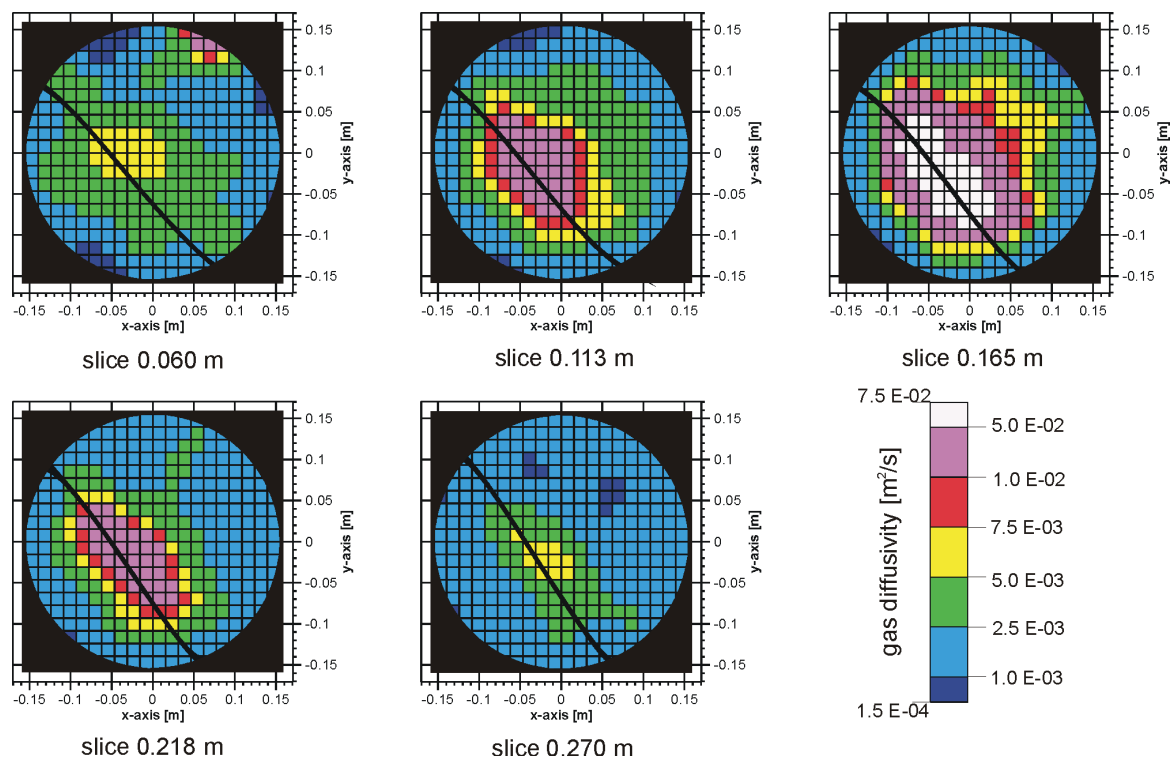 0.15
0.1
0.05
0
-0.05
-0.1
-0.15
y-axis [m]
-0.15 -0.1 -0.05 0 0.05 0.1 0.15
x-axis [m]
slice 0.060 m
0.15
0.1
0.05
0
-0.05
-0.1
-0.15
y-axis [m]
-0.15 -0.1 -0.05 0 0.05 0.1 0.15
x-axis [m]
slice 0.113 m
0.15
0.1
0.05
0
-0.05
-0.1
-0.15
y-axis [m]
-0.15 -0.1 -0.05 0 0.05 0.1 0.15
x-axis [m]
slice 0.165 m
0.15
0.1
0.05
0
-0.05
-0.1
-0.15
y-axis [m]
-0.15 -0.1 -0.05 0 0.05 0.1 0.15
x-axis [m]
slice 0.218 m
0.15
0.1
0.05
0
-0.05
-0.1
-0.15
y-axis [m]
-0.15 -0.1 -0.05 0 0.05 0.1 0.15
x-axis [m]
slice 0.270 m
gas diffusivity [m²/s]
7.5 E-02
5.0 E-02
1.0 E-02
7.5 E-03
5.0 E-03
2.5 E-03
1.0 E-03
1.5 E-04